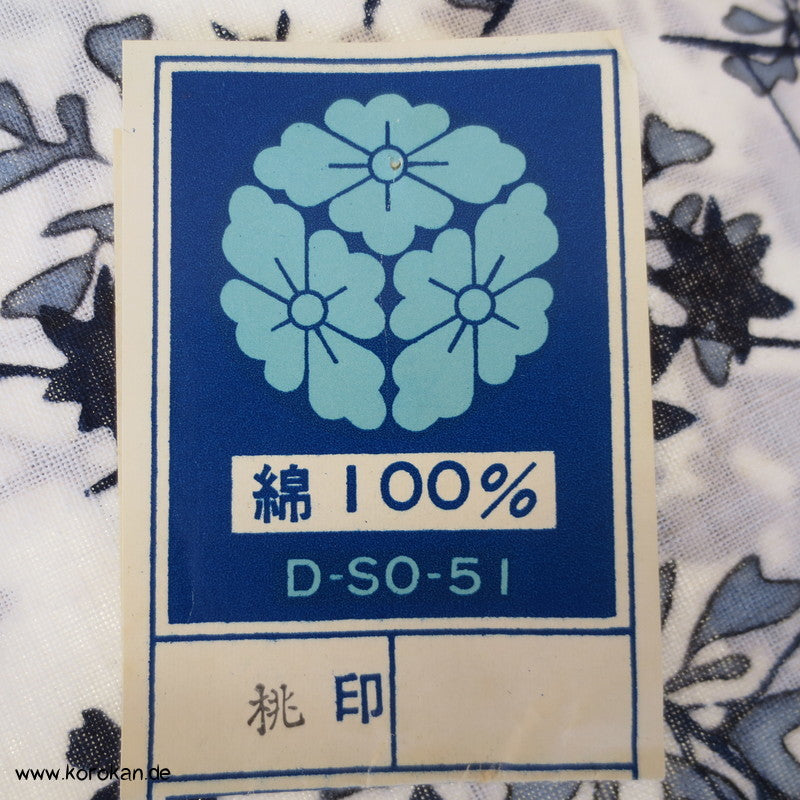 綿 100%
D-SO-51
桃 印
www.korokan.de